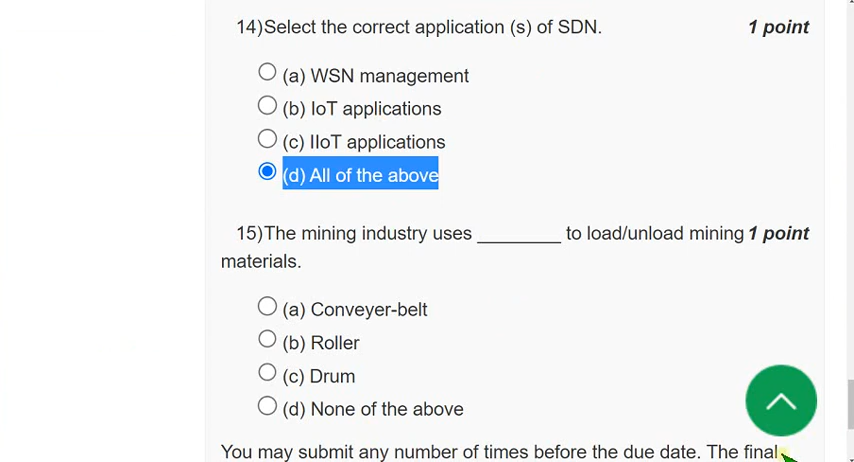 14)Select the correct application (s) of SDN. 1 point
(a) WSN management
(b) IoT applications
(c) IIoT applications
(d) All of the above
15)The mining industry uses ________ to load/unload mining 1 point
materials.
(a) Conveyer-belt
(b) Roller
(c) Drum
(d) None of the above
You may submit any number of times before the due date. The final